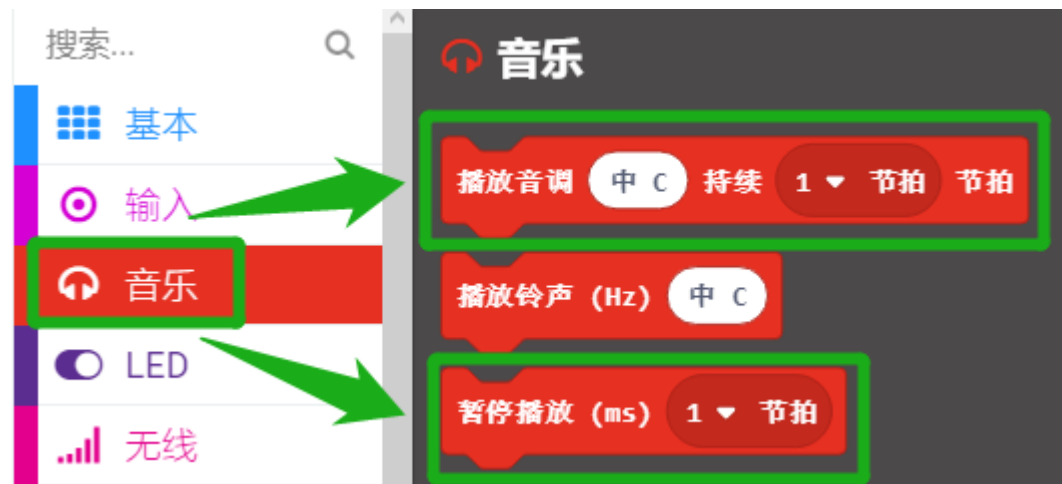 搜索...
基本
输入
音乐
LED
无线
音乐
播放音调 中 C 持续 1 节拍 节拍
播放铃声 (Hz) 中 C
暂停播放 (ms) 1 节拍